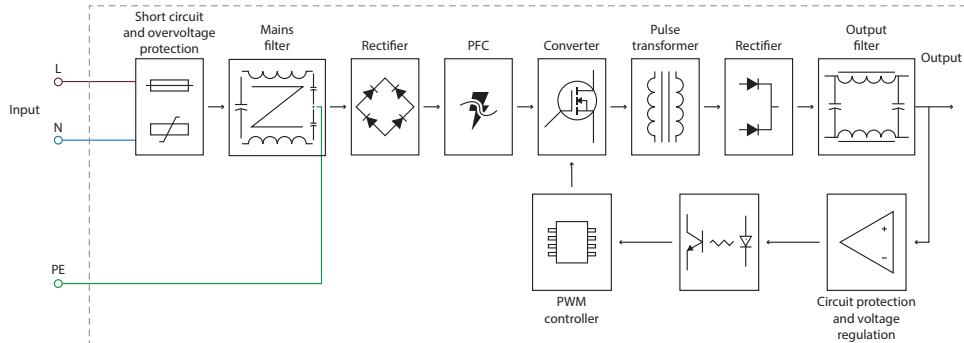 Short circuit
and overvoltage
protection
Mains
filter
Rectifier
PFC
Converter
Pulse
transformer
Rectifier
Output
filter
Output
L
Input
N
PE
+
−
PWM
controller
Circuit protection
and voltage
regulation